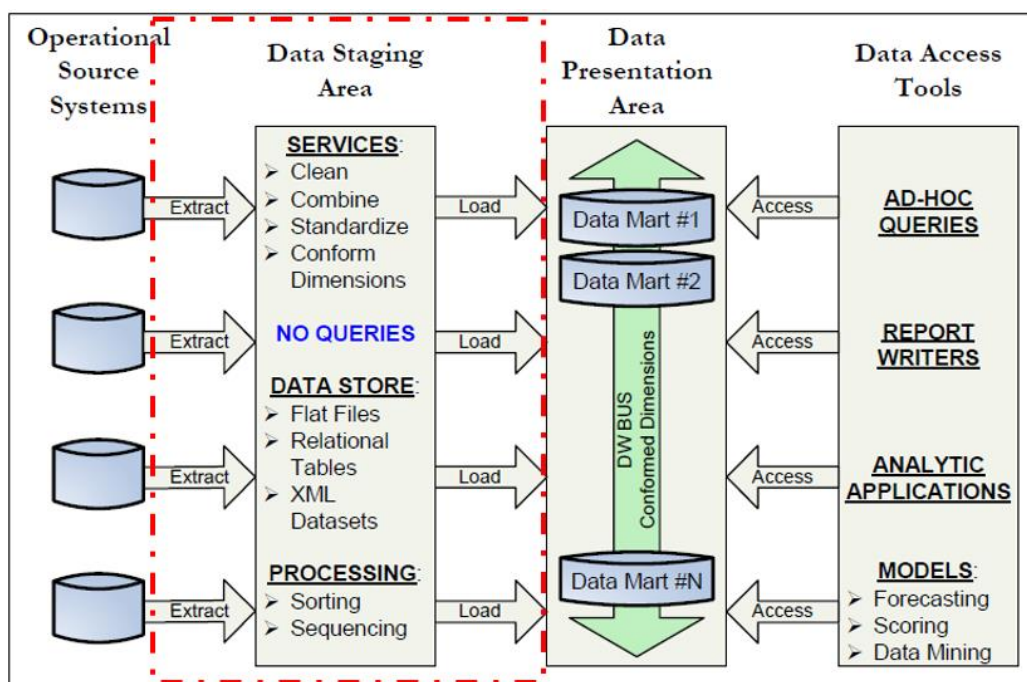 Operational
Source
Systems
Data Staging
Area
Data
Presentation
Area
Data Access
Tools
Extract
Extract
Extract
Extract
SERVICES:
➢ Clean
➢ Combine
➢ Standardize
➢ Conform
Dimensions
NO QUERIES
DATA STORE:
➢ Flat Files
➢ Relational
Tables
➢ XML
Datasets
PROCESSING:
➢ Sorting
➢ Sequencing
Load
Load
Load
Load
Data Mart #1
Data Mart #2
DW BUS
Conformed Dimensions
Data Mart #N
Access
Access
Access
Access
AD-HOC
QUERIES
REPORT
WRITERS
ANALYTIC
APPLICATIONS
MODELS:
➢ Forecasting
➢ Scoring
➢ Data Mining